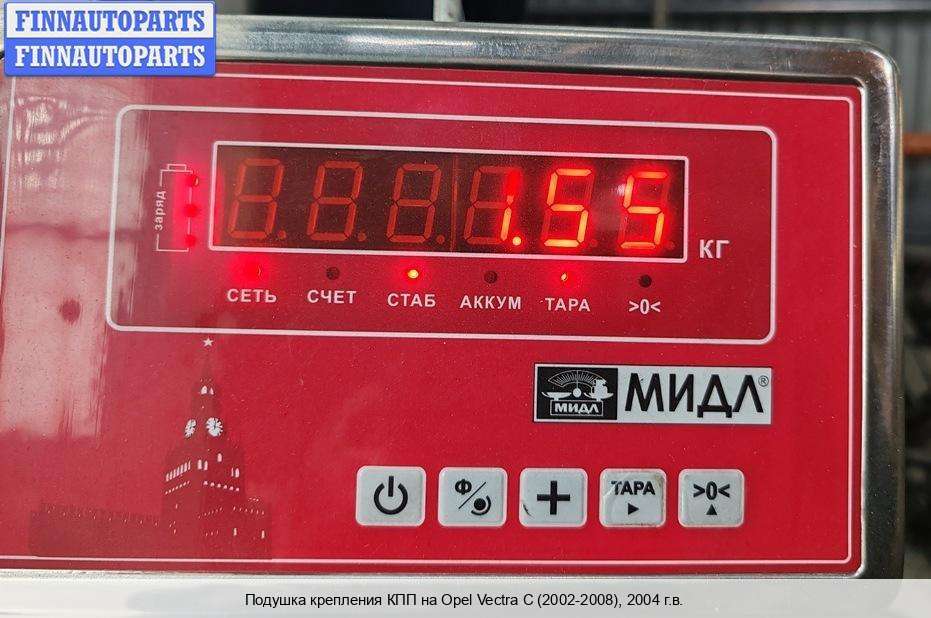 FINNAUTOPARTS
FINNAUTOPARTS
заряд
1.55
КГ
СЕТЬ СЧЕТ СТАБ АККУМ ТАРА >0<
МИДЛ
МИДЛ®
Ф
ТАРА >0<
Подушка крепления КПП на Opel Vectra C (2002-2008), 2004 г.в.